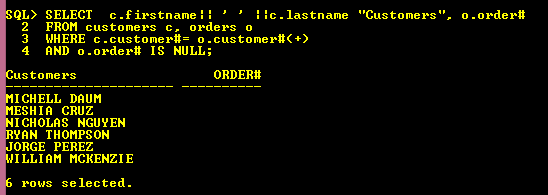 SQL> SELECT  c.firstname|| ' ' ||c.lastname "Customers", o.order#
  2  FROM customers c, orders o
  3  WHERE c.customer#= o.customer#(+)
  4  AND o.order# IS NULL;
Customers                 ORDER#
--------------------- ----------
MICHELL DAUM
MESHIA CRUZ
NICHOLAS NGUYEN
RYAN THOMPSON
JORGE PEREZ
WILLIAM MCKENZIE
6 rows selected.